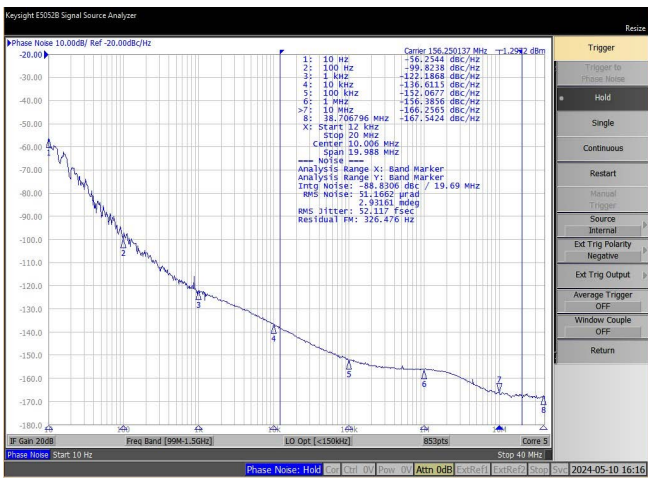 Keysight E5052B Signal Source Analyzer
Resize
Phase Noise 10.00dB/ Ref -20.00dBc/Hz
Carrier 156.250137 MHz
dBm
-20.00
-30.00
-40.00
-50.00
-60.00
-70.00
-80.00
-90.00
-100.0
-110.0
-120.0
-130.0
-140.0
-150.0
-160.0
-170.0
-180.0
1: 10 Hz -56.2544 dBc/Hz
2: 100 Hz -99.8238 dBc/Hz
3: 1 kHz -122.1868 dBc/Hz
4: 10 kHz -136.6115 dBc/Hz
5: 100 kHz -152.0677 dBc/Hz
6: 1 MHz -156.3856 dBc/Hz
>7: 10 MHz -166.2565 dBc/Hz
8: 38.706796 MHz -167.5424 dBc/Hz
X: Start 12 kHz
Stop 20 MHz
Center 10.006 MHz
Span 19.988 MHz
=== Noise ===
Analysis Range X: Band Marker
Analysis Range Y: Band Marker
Intg Noise: -88.8306 dBc / 19.69 MHz
RMS Noise: 51.1662 µrad
2.93161 mdeg
RMS Jitter: 52.117 fsec
Residual FM: 326.476 Hz
1
2
3
4
5
6
7
8
10
100
1k
10k
100k
1M
10M
IF Gain 20dB
Freq Band [99M-1.5GHz]
LO Opt [<150kHz]
853pts
Corre 5
Phase Noise Start 10 Hz
Stop 40 MHz
Trigger
Trigger to
Phase Noise
Hold
Single
Continuous
Restart
Manual
Trigger
Source
Internal
Ext Trig Polarity
Negative
Ext Trig Output
Average Trigger
OFF
Window Couple
OFF
Return
Phase Noise: Hold Cor Ctrl 0V Pow 0V Attn 0dB ExtRef1 ExtRef2 Stop Svc 2024-05-10 16:16